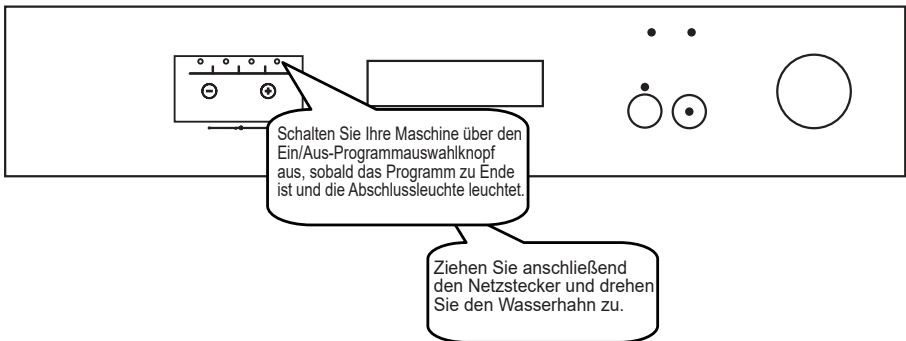 Schalten Sie Ihre Maschine über den
Ein/Aus-Programmauswahlknopf
aus, sobald das Programm zu Ende
ist und die Abschlussleuchte leuchtet.
Ziehen Sie anschließend
den Netzstecker und drehen
Sie den Wasserhahn zu.